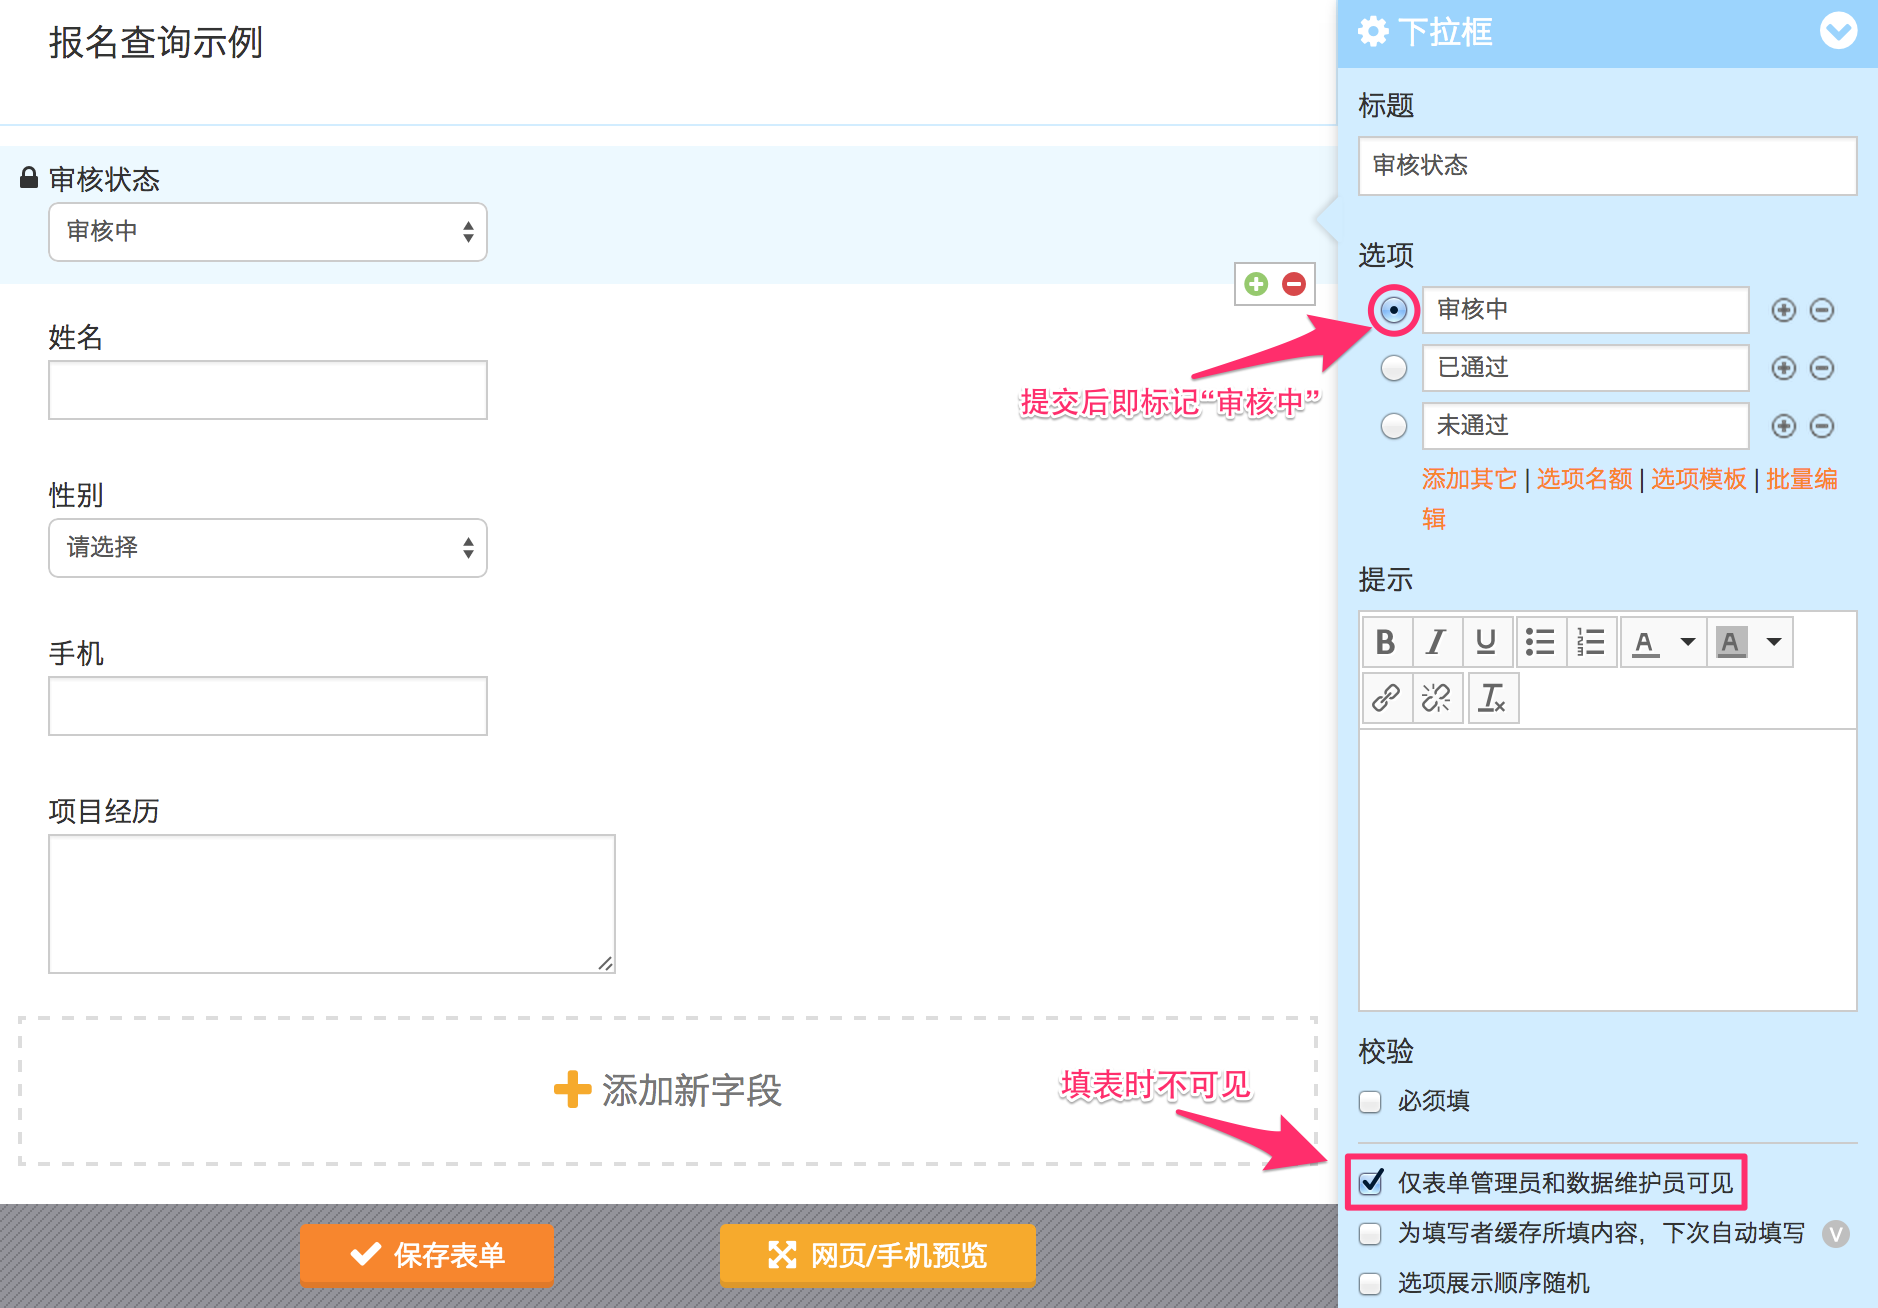 报名查询示例
审核状态
审核中
姓名
性别
请选择
手机
项目经历
添加新字段
保存表单
网页/手机预览
提交后即标记“审核中”
填表时不可见
下拉框
标题
审核状态
选项
审核中
已通过
未通过
添加其它 | 选项名额 | 选项模板 | 批量编
辑
提示
B I U A A
校验
必须填
仅表单管理员和数据维护员可见
为填写者缓存所填内容，下次自动填写 V
选项展示顺序随机